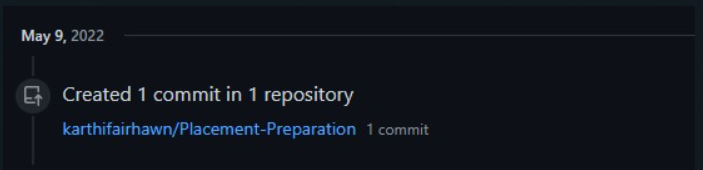 May 9, 2022
Created 1 commit in 1 repository
karthifairhawn/Placement-Preparation 1 commit